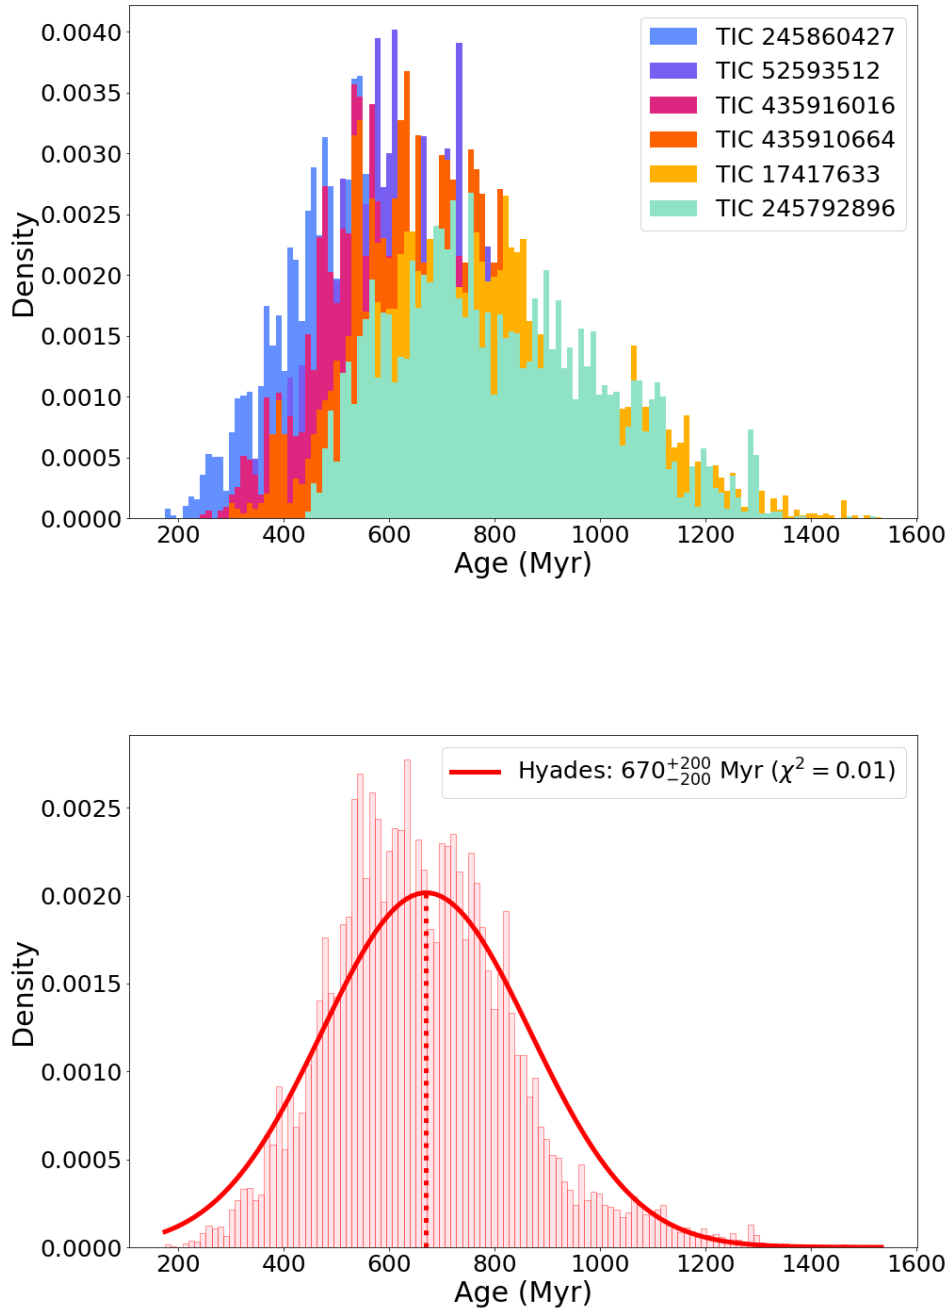 0.0040
0.0035
0.0030
0.0025
0.0020
0.0015
0.0010
0.0005
0.0000
Density
TIC 245860427
TIC 52593512
TIC 435916016
TIC 435910664
TIC 17417633
TIC 245792896
200 400 600 800 1000 1200 1400 1600
Age (Myr)
Hyades: 670+200 −200 Myr (χ² = 0.01)
0.0025
0.0020
0.0015
0.0010
0.0005
0.0000
Density
200 400 600 800 1000 1200 1400 1600
Age (Myr)